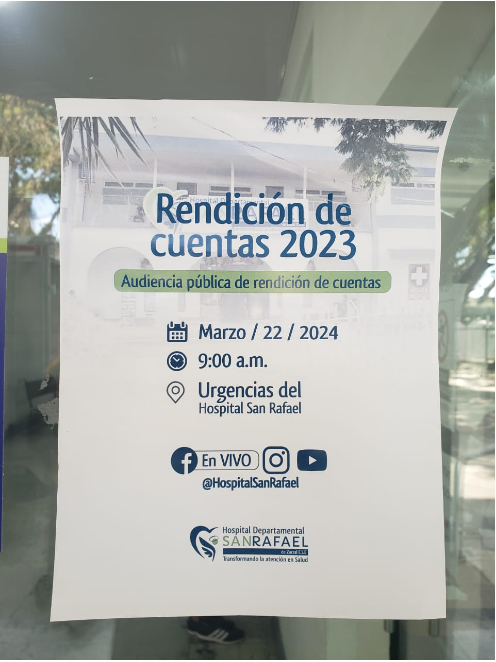 Rendición de
cuentas 2023
Audiencia pública de rendición de cuentas
Marzo / 22 / 2024
9:00 a.m.
Urgencias del
Hospital San Rafael
En VIVO
@HospitalSanRafael
Hospital Departamental
SANRAFAEL
de Zarzal E.S.E
Transformando la atención en Salud